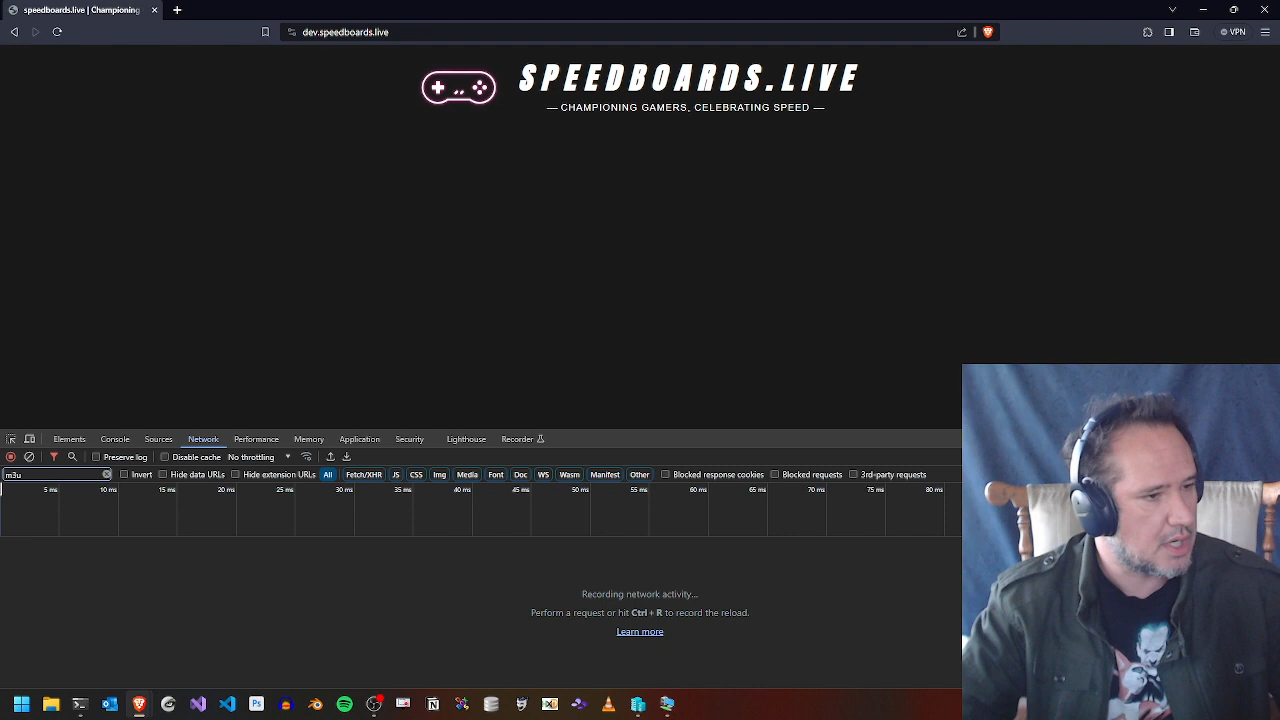 speedboards.live | Championing
dev.speedboards.live
VPN
SPEEDBOARDS.LIVE
— CHAMPIONING GAMERS, CELEBRATING SPEED —
Elements Console Sources Network Performance Memory Application Security Lighthouse Recorder
Preserve log Disable cache No throttling
m3u Invert Hide data URLs Hide extension URLs All Fetch/XHR JS CSS Img Media Font Doc WS Wasm Manifest Other Blocked response cookies Blocked requests 3rd-party requests
5 ms 10 ms 15 ms 20 ms 25 ms 30 ms 35 ms 40 ms 45 ms 50 ms 55 ms 60 ms 65 ms 70 ms 75 ms 80 ms
Recording network activity...
Perform a request or hit Ctrl + R to record the reload.
Learn more
Ps